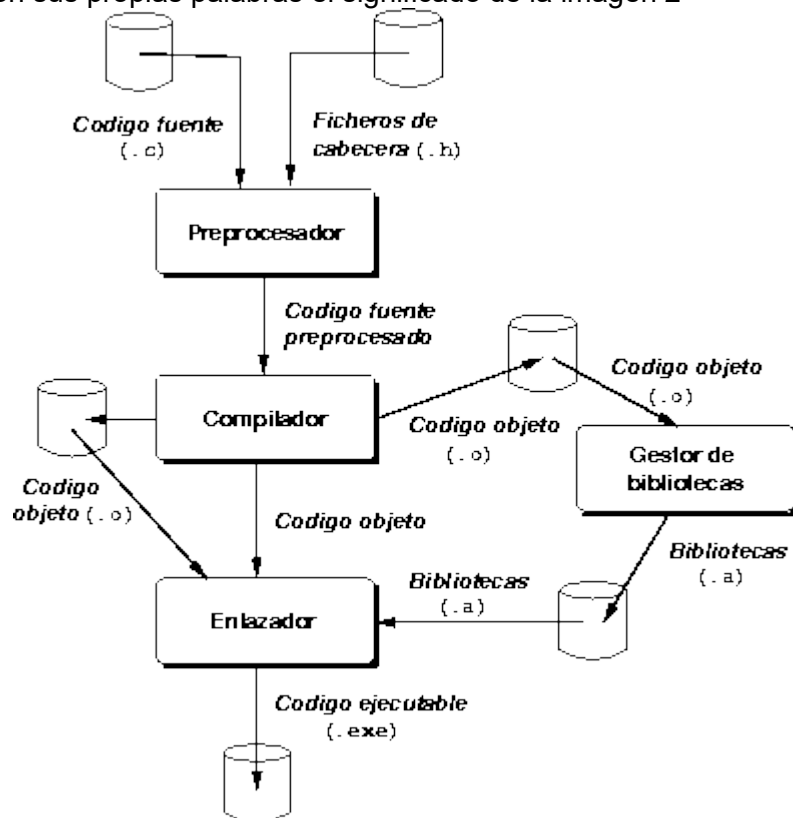 en sus propias palabras el significado de la imagen 2
Codigo fuente
(.c)
Ficheros de
cabecera (.h)
Preprocesador
Codigo fuente
preprocesado
Compilador
Codigo objeto
(.o)
Codigo objeto
(.o)
Gestor de
bibliotecas
Codigo
objeto (.o)
Codigo objeto
Bibliotecas
(.a)
Bibliotecas
(.a)
Enlazador
Codigo ejecutable
(.exe)